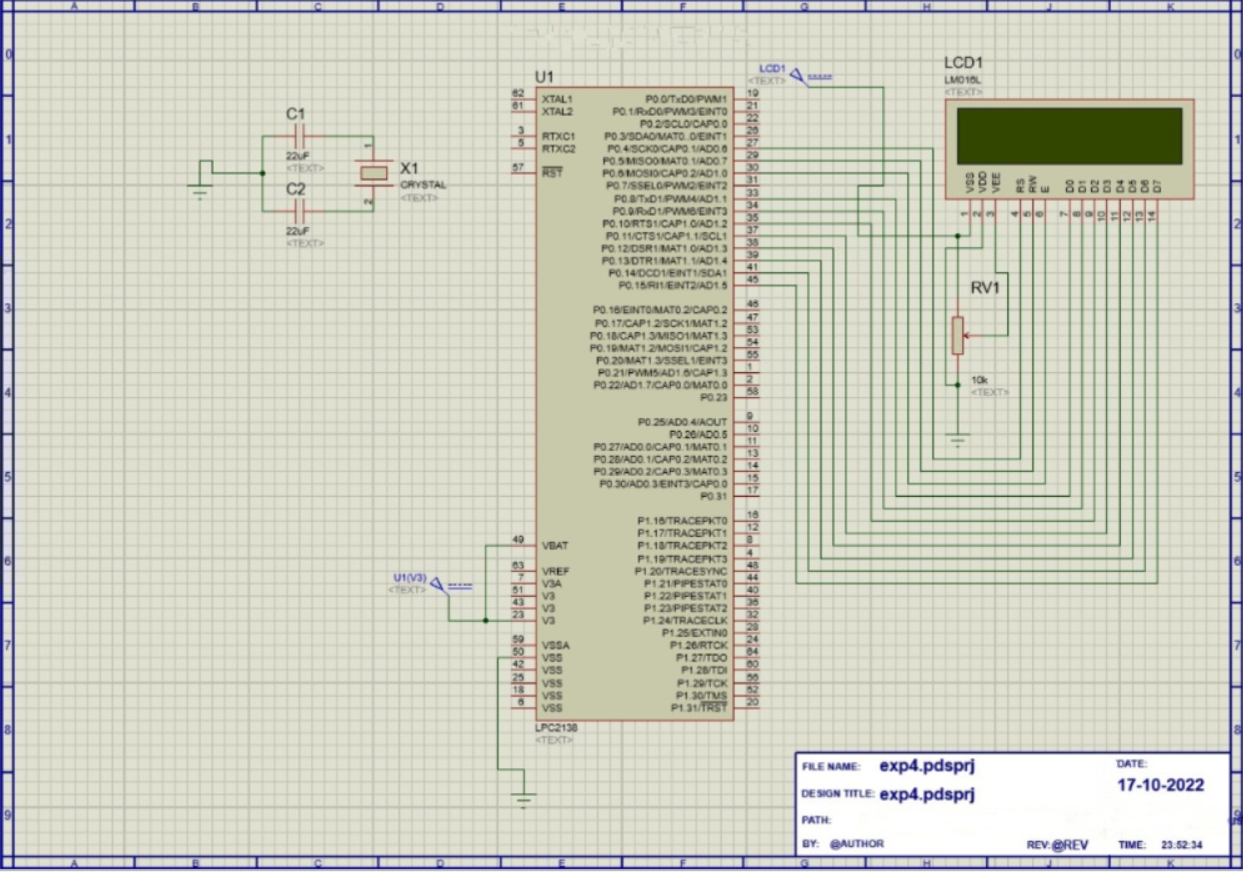 A B C D E F G H J K
0 1 2 3 4 5 6 7 8 9
C1
22uF
<TEXT>
C2
22uF
<TEXT>
1
2
X1
CRYSTAL
<TEXT>
U1
62 XTAL1
61 XTAL2
3 RTXC1
5 RTXC2
57 RST
49 VBAT
63 VREF
7 V3A
51 V3
43 V3
23 V3
59 VSSA
50 VSS
42 VSS
25 VSS
18 VSS
6 VSS
P0.0/TxD0/PWM1 19
P0.1/RxD0/PWM3/EINT0 21
P0.2/SCL0/CAP0.0 22
P0.3/SDA0/MAT0..0/EINT1 26
P0.4/SCK0/CAP0.1/AD0.6 27
P0.5/MISO0/MAT0.1/AD0.7 29
P0.6/MOSI0/CAP0.2/AD1.0 30
P0.7/SSEL0/PWM2/EINT2 31
P0.8/TxD1/PWM4/AD1.1 33
P0.9/RxD1/PWM6/EINT3 34
P0.10/RTS1/CAP1.0/AD1.2 35
P0.11/CTS1/CAP1.1/SCL1 37
P0.12/DSR1/MAT1.0/AD1.3 38
P0.13/DTR1/MAT1.1/AD1.4 39
P0.14/DCD1/EINT1/SDA1 41
P0.15/RI1/EINT2/AD1.5 45
P0.16/EINT0/MAT0.2/CAP0.2 46
P0.17/CAP1.2/SCK1/MAT1.2 47
P0.18/CAP1.3/MISO1/MAT1.3 53
P0.19/MAT1.2/MOSI1/CAP1.2 54
P0.20/MAT1.3/SSEL1/EINT3 55
P0.21/PWM5/AD1.6/CAP1.3 1
P0.22/AD1.7/CAP0.0/MAT0.0 2
P0.23 58
P0.25/AD0.4/AOUT 9
P0.26/AD0.5 10
P0.27/AD0.0/CAP0.1/MAT0.1 11
P0.28/AD0.1/CAP0.2/MAT0.2 13
P0.29/AD0.2/CAP0.3/MAT0.3 14
P0.30/AD0.3/EINT3/CAP0.0 15
P0.31 17
P1.16/TRACEPKT0 16
P1.17/TRACEPKT1 12
P1.18/TRACEPKT2 8
P1.19/TRACEPKT3 4
P1.20/TRACESYNC 48
P1.21/PIPESTAT0 44
P1.22/PIPESTAT1 40
P1.23/PIPESTAT2 36
P1.24/TRACECLK 32
P1.25/EXTIN0 28
P1.26/RTCK 24
P1.27/TDO 64
P1.28/TDI 60
P1.29/TCK 56
P1.30/TMS 52
P1.31/TRST 20
LPC2138
<TEXT>
U1(V3)
<TEXT>
LCD1
<TEXT>
LCD1
LM016L
<TEXT>
VSS VDD VEE RS RW E D0 D1 D2 D3 D4 D5 D6 D7
1 2 3 4 5 6 7 8 9 10 11 12 13 14
RV1
10k
<TEXT>
FILE NAME: exp4.pdsprj
DESIGN TITLE: exp4.pdsprj
PATH:
BY: @AUTHOR
REV:@REV
DATE:
17-10-2022
TIME: 23:52:34
A B C D E F G H J K